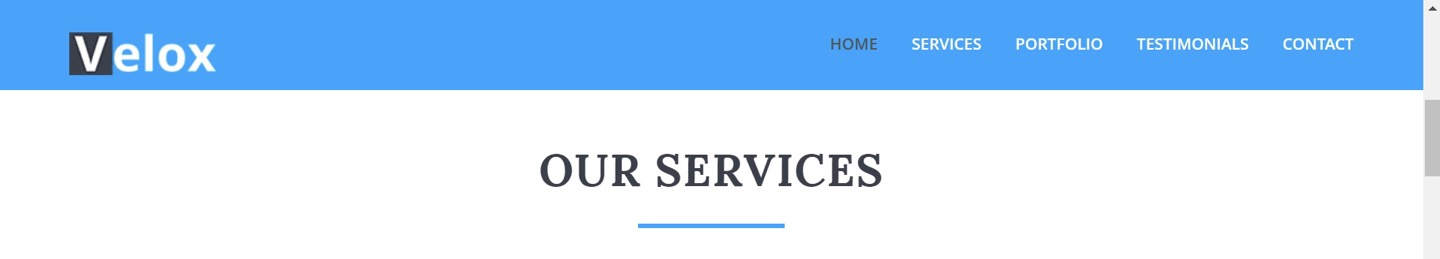 Velox
HOME SERVICES PORTFOLIO TESTIMONIALS CONTACT
OUR SERVICES